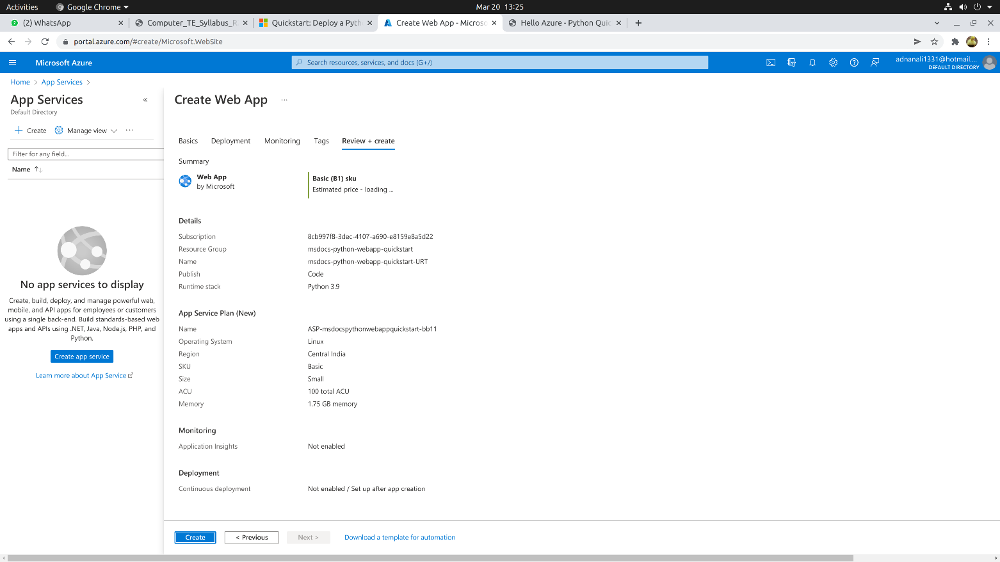 Activities
Google Chrome
Mar 20 13:25
(2) WhatsApp
Computer_TE_Syllabus_R
Quickstart: Deploy a Pyth
Create Web App - Microso
Hello Azure - Python Quic
portal.azure.com/#create/Microsoft.WebSite
Microsoft Azure
Search resources, services, and docs (G+/)
adnanali1331@hotmail....
DEFAULT DIRECTORY
Home > App Services >
App Services
«
Default Directory
Create
Manage view
...
Filter for any field...
Name ↑↓
No app services to display
Create, build, deploy, and manage powerful web,
mobile, and API apps for employees or customers
using a single back-end. Build standards-based web
apps and APIs using .NET, Java, Node.js, PHP, and
Python.
Create app service
Learn more about App Service
Create Web App ...
Basics Deployment Monitoring Tags Review + create
Summary
Web App
by Microsoft
Basic (B1) sku
Estimated price - loading ...
Details
Subscription 8cb997f8-3dec-4107-a690-e8159e8a5d22
Resource Group msdocs-python-webapp-quickstart
Name msdocs-python-webapp-quickstart-URT
Publish Code
Runtime stack Python 3.9
App Service Plan (New)
Name ASP-msdocspythonwebappquickstart-bb11
Operating System Linux
Region Central India
SKU Basic
Size Small
ACU 100 total ACU
Memory 1.75 GB memory
Monitoring
Application Insights Not enabled
Deployment
Continuous deployment Not enabled / Set up after app creation
Create
< Previous
Next >
Download a template for automation